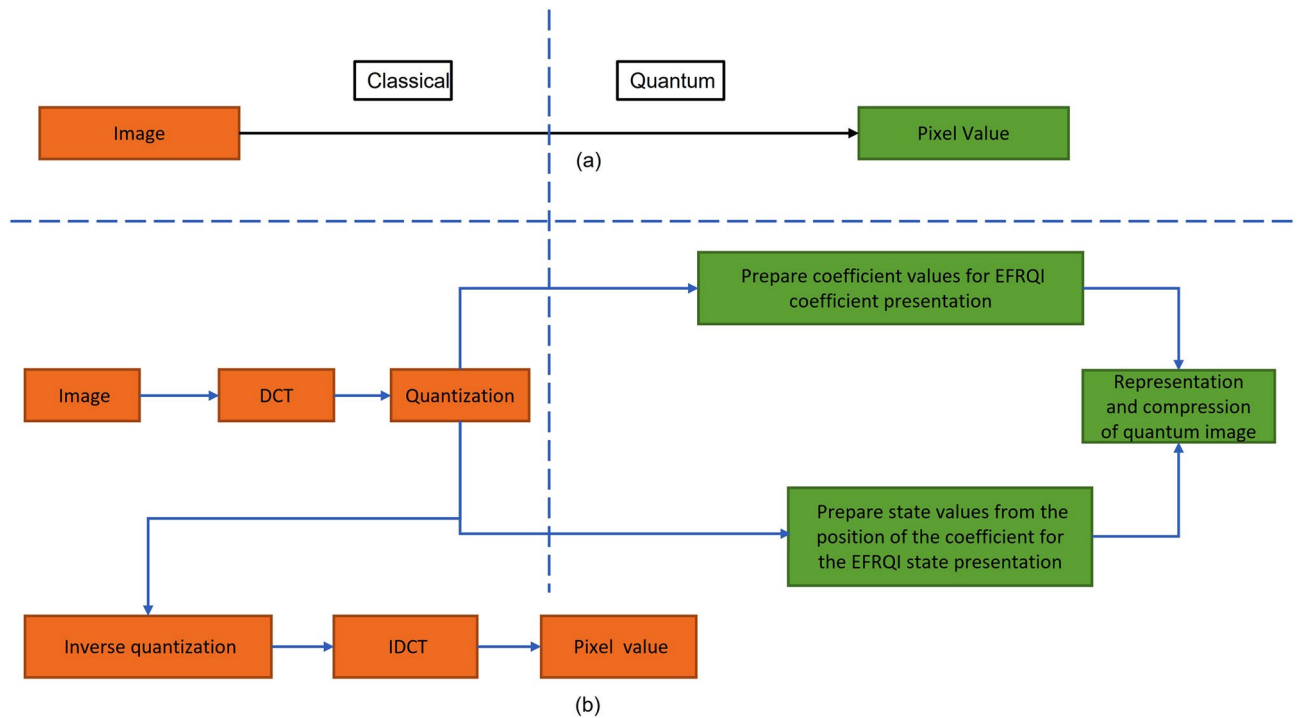 Classical
Quantum
Image
Pixel Value
(a)
Prepare coefficient values for EFRQI
coefficient presentation
Image
DCT
Quantization
Representation
and compression
of quantum image
Prepare state values from the
position of the coefficient for
the EFRQI state presentation
Inverse quantization
IDCT
Pixel value
(b)